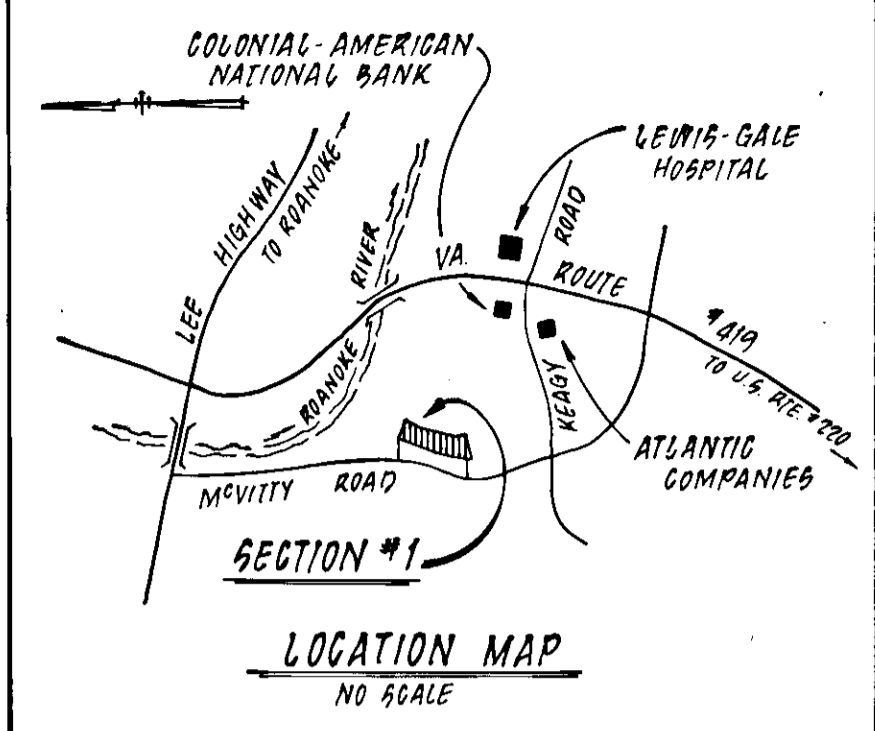 COLONIAL-AMERICAN
NATIONAL BANK
LEWIS-GALE
HOSPITAL
LEE HIGHWAY
TO ROANOKE
ROANOKE RIVER
VA. ROUTE #419
TO U.S. RTE. #220
KEAGY ROAD
ATLANTIC
COMPANIES
McVITTY ROAD
SECTION #1
LOCATION MAP
NO SCALE